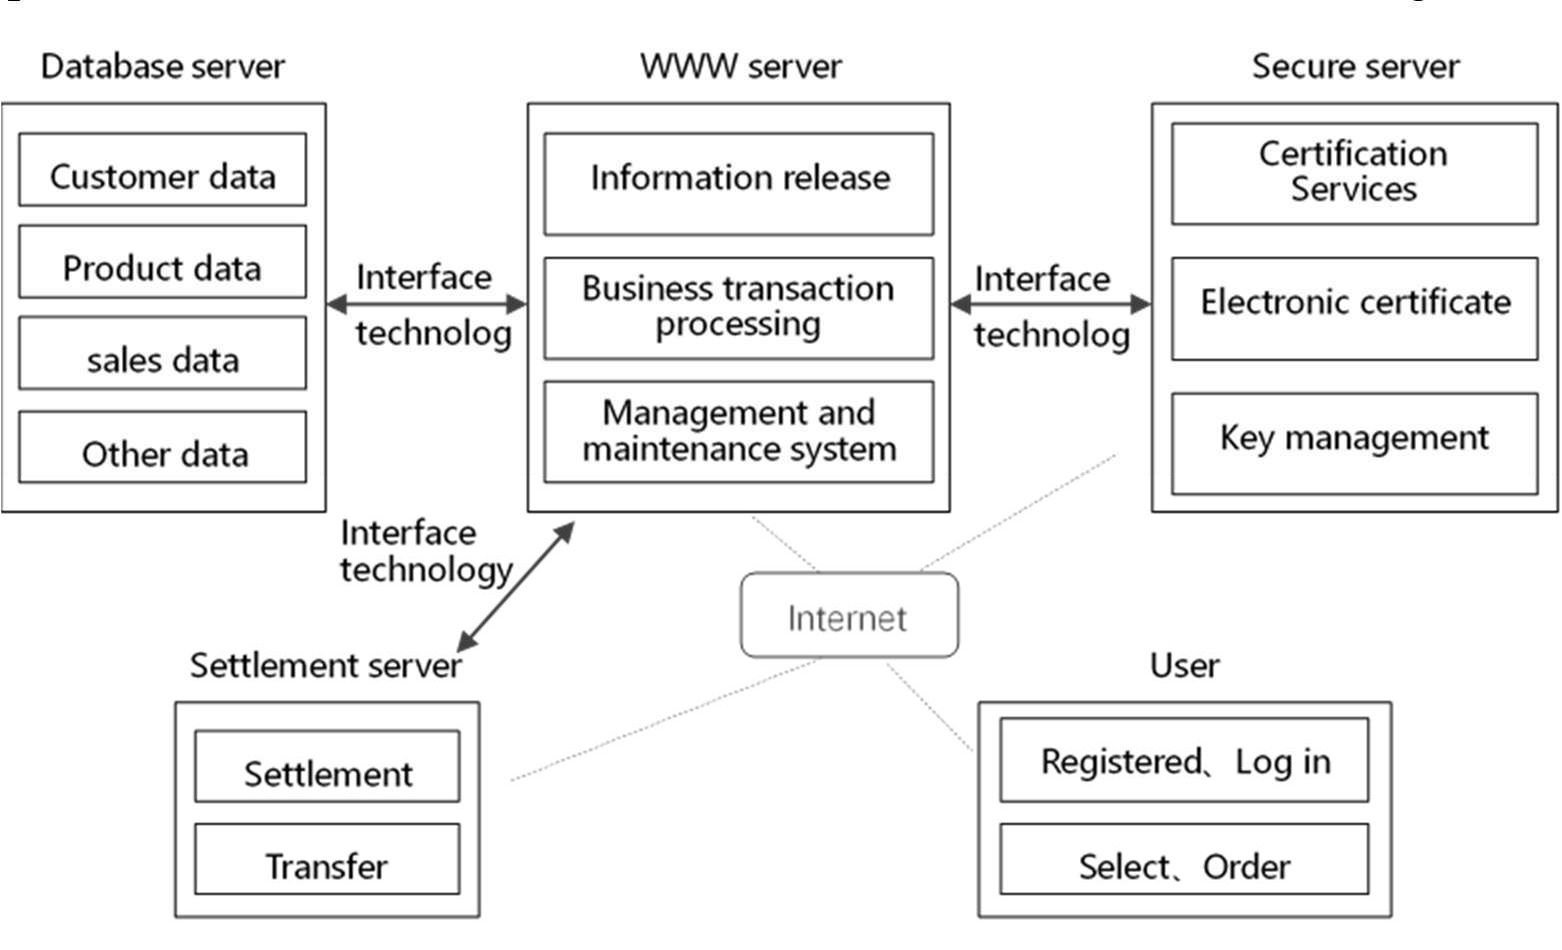 Database server
WWW server
Secure server
Customer data
Product data
sales data
Other data
Interface
technolog
Information release
Business transaction
processing
Management and
maintenance system
Interface
technolog
Certification
Services
Electronic certificate
Key management
Interface
technology
Internet
Settlement server
Settlement
Transfer
User
Registered、Log in
Select、Order